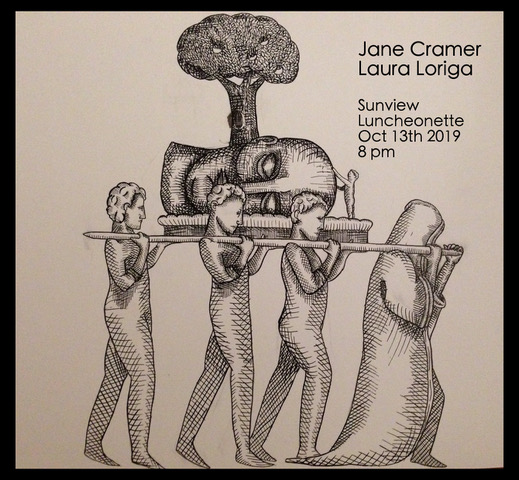 Jane Cramer
Laura Loriga
Sunview
Luncheonette
Oct 13th 2019
8 pm